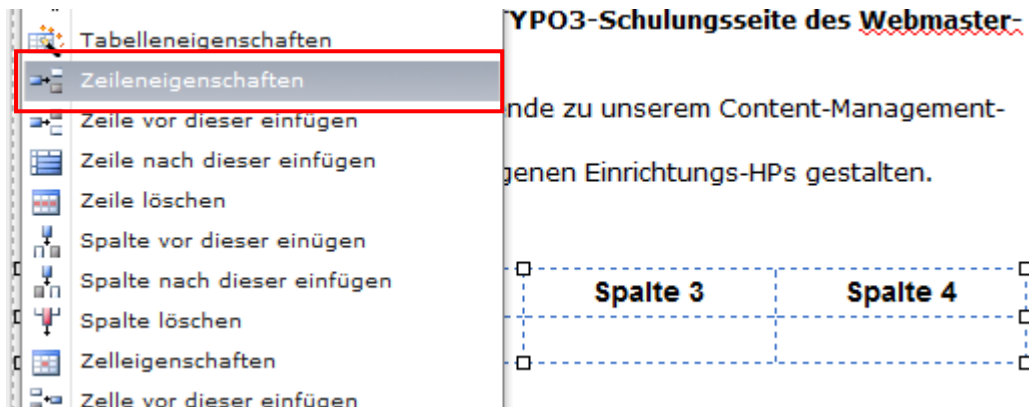 TYPO3-Schulungsseite des Webmaster-
Tabelleneigenschaften
Zeileneigenschaften
Zeile vor dieser einfügen
Zeile nach dieser einfügen
Zeile löschen
Spalte vor dieser einügen
Spalte nach dieser einfügen
Spalte löschen
Zelleigenschaften
Zelle vor dieser einfügen
nde zu unserem Content-Management-
genen Einrichtungs-HPs gestalten.
Spalte 3 Spalte 4